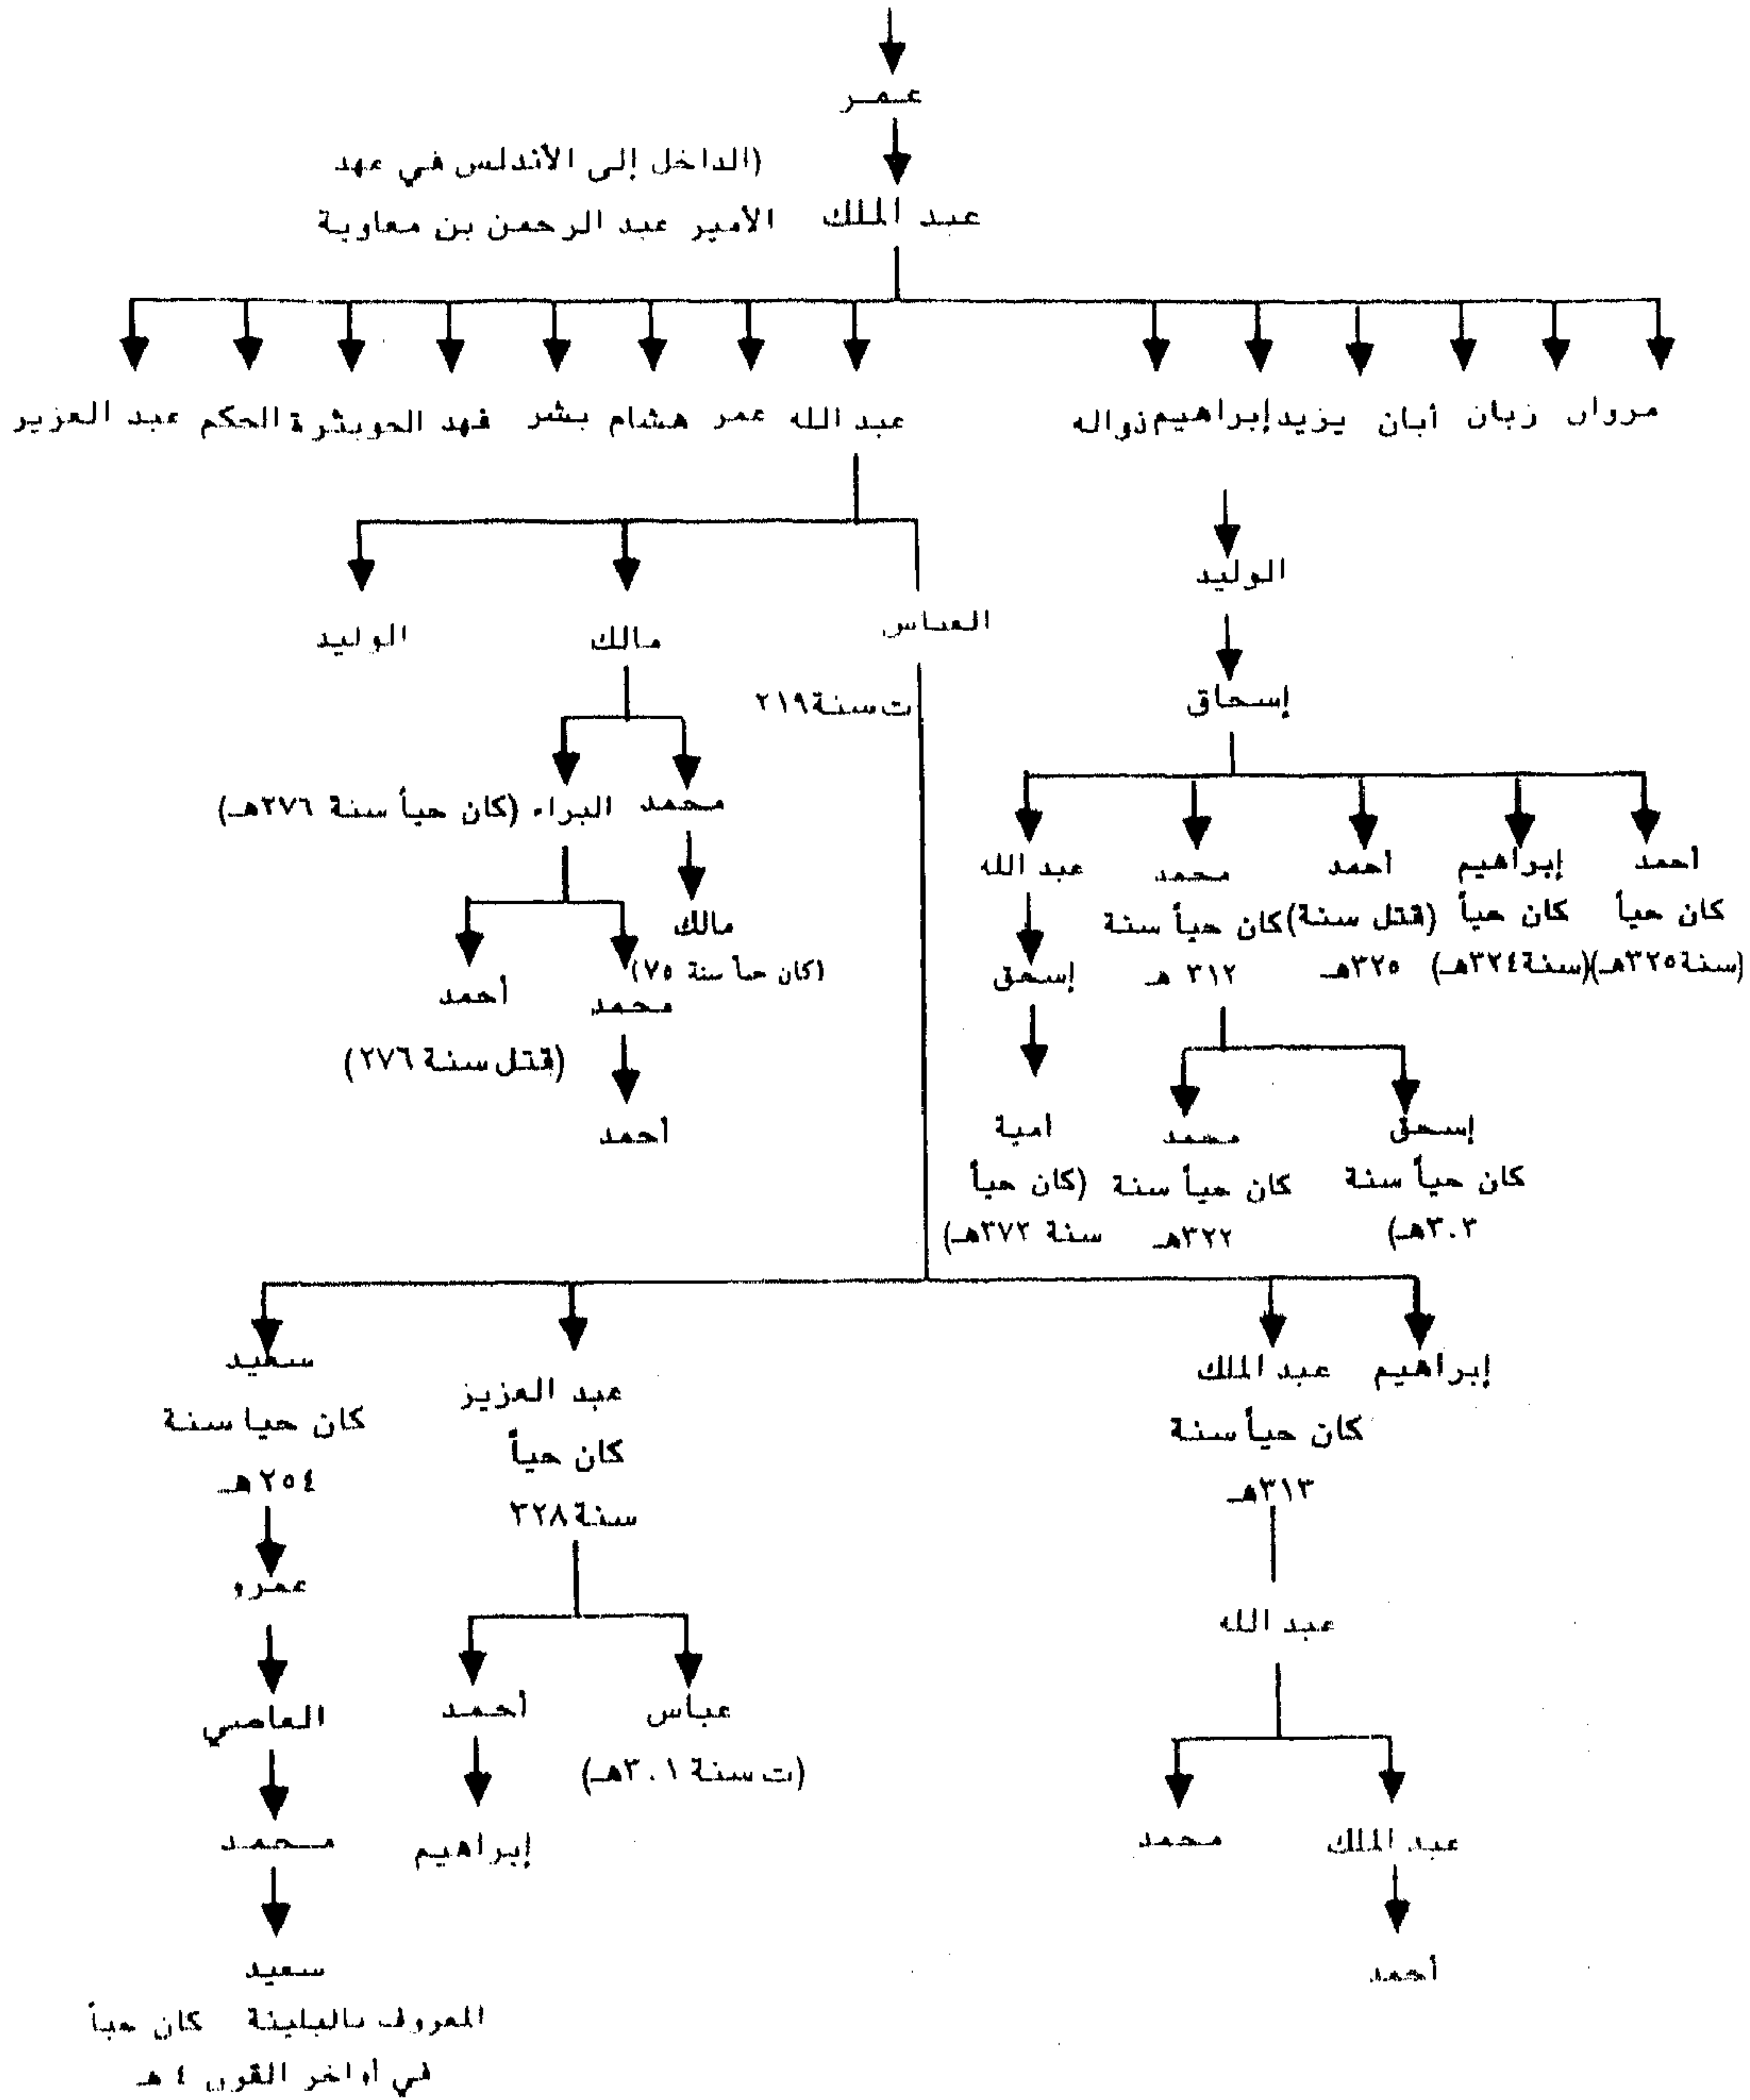 عمر
(الداخل إلى الأندلس في عهد
عبد الملك الأمير عبد الرحمن بن معاوية
مروان زبان أبان يزيد إبراهيم ذواله عبد الله عمر هشام بشر فهد الحويثرة الحكم عبد العزيز
الوليد
إسحاق
العباس مالك الوليد
ت سنة ٢١٩
محمد البراء (كان حياً سنة ٢٧٦هـ)
مالك
(كان حياً سنة ٧٥)
محمد أحمد
(قتل سنة ٢٧٦)
أحمد
أحمد إبراهيم أحمد محمد عبد الله
كان حياً كان حياً (قتل سنة) كان حياً سنة
(سنة ٣٢٥هـ) (سنة ٣٢٤هـ) ٣٢٥هـ ٣١٢ هـ إسحق
إسحق محمد امية
كان حياً سنة كان حياً سنة (كان حياً
٣٠٣هـ) ٣٢٢هـ سنة ٣٧٢هـ)
إبراهيم عبد الملك عبد العزيز سعيد
كان حياً سنة كان حياً كان حيا سنة
٣١٣هـ سنة ٣٢٨ ٢٥٤هـ
عمرو
عبد الله
عباس أحمد العاصي
(ت سنة ٣٠١هـ)
عبد الملك محمد إبراهيم محمد
أحمد سعيد
المعروف بالبلينة كان حياً
في أواخر القرن ٤ هـ